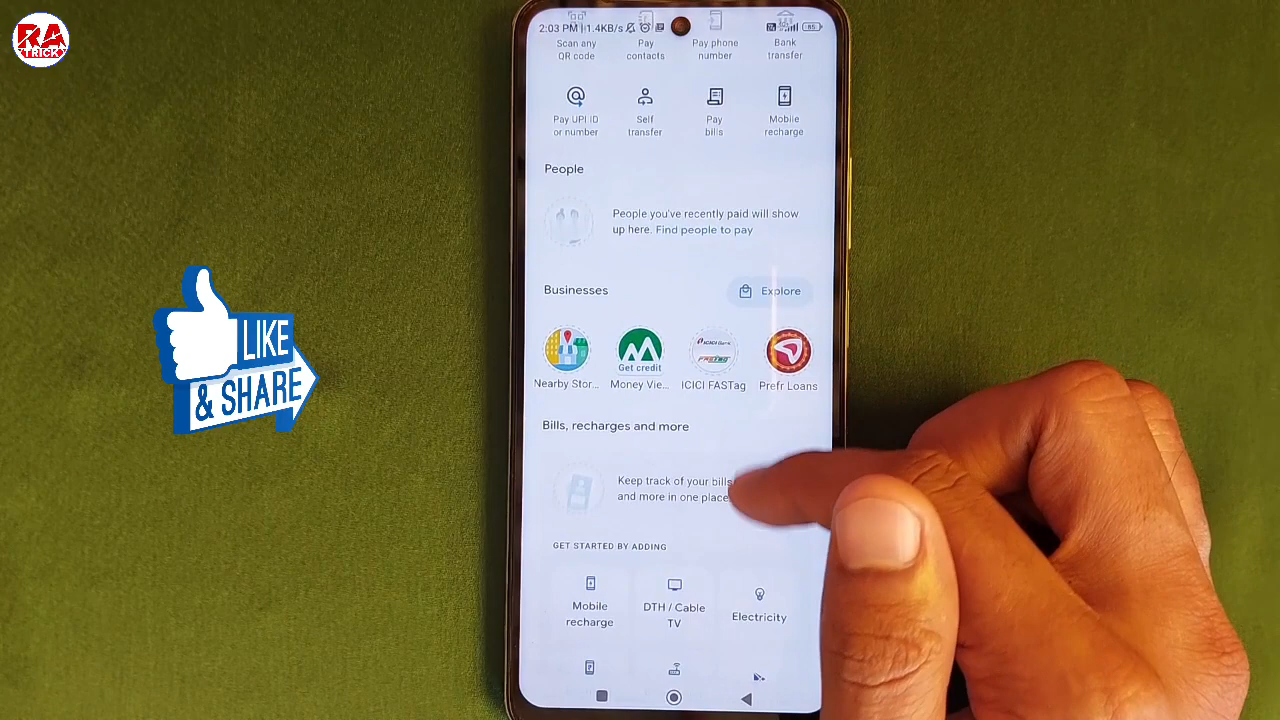 RA
TRICK
2:03 PM | 1.4KB/s
85
Scan any
QR code
Pay
contacts
Pay phone
number
Bank
transfer
Pay UPI ID
or number
Self
transfer
Pay
bills
Mobile
recharge
People
People you've recently paid will show
up here. Find people to pay
Businesses
Explore
Get credit
ICICI Bank
Nearby Stor...
Money Vie...
ICICI FASTag
Prefr Loans
LIKE
& SHARE
Bills, recharges and more
Keep track of your bills
and more in one place
GET STARTED BY ADDING
Mobile
recharge
DTH / Cable
TV
Electricity